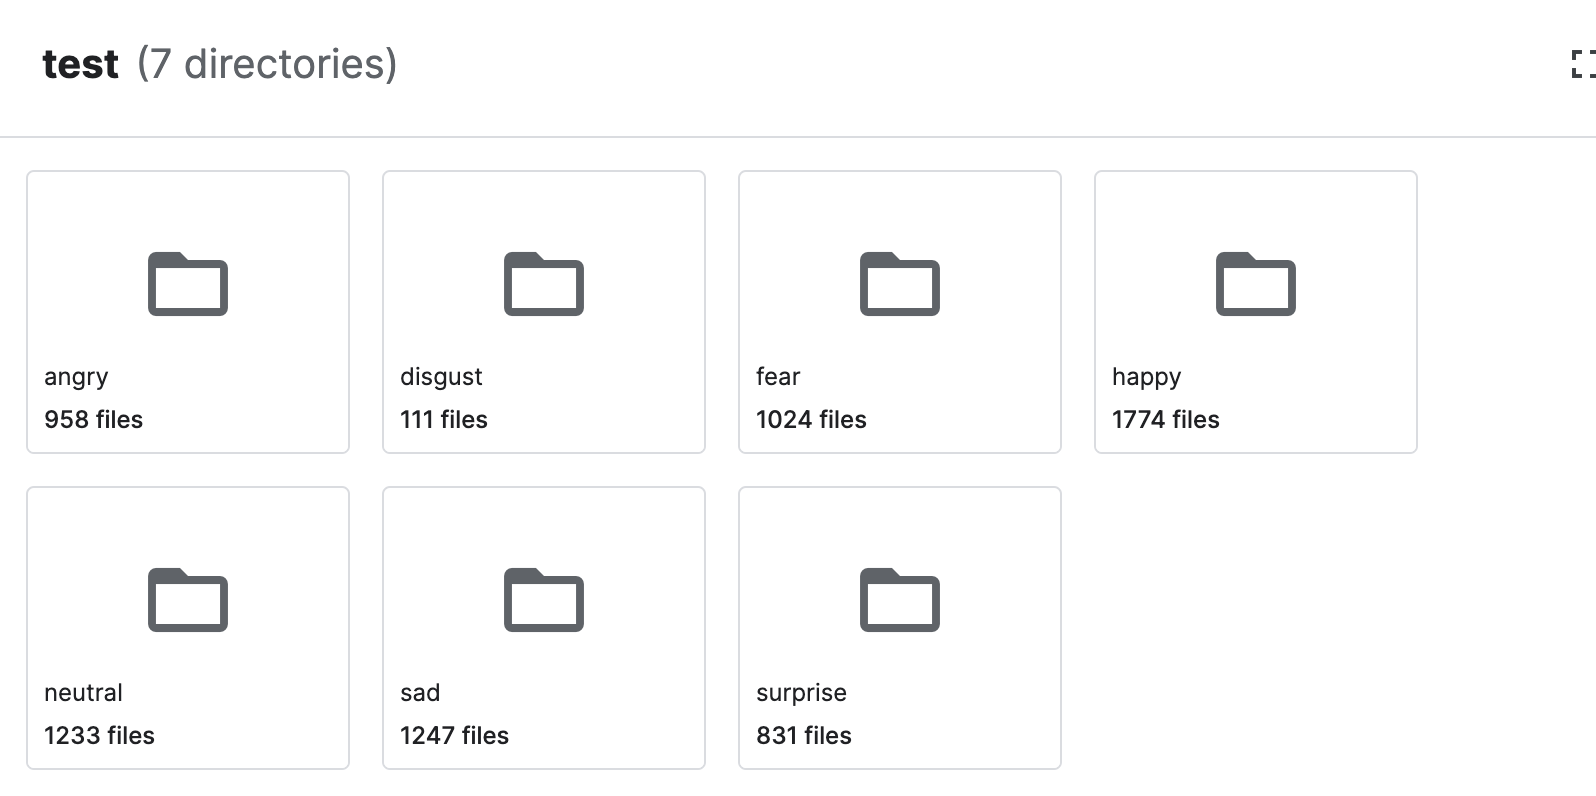 test (7 directories)
angry
958 files
disgust
111 files
fear
1024 files
happy
1774 files
neutral
1233 files
sad
1247 files
surprise
831 files